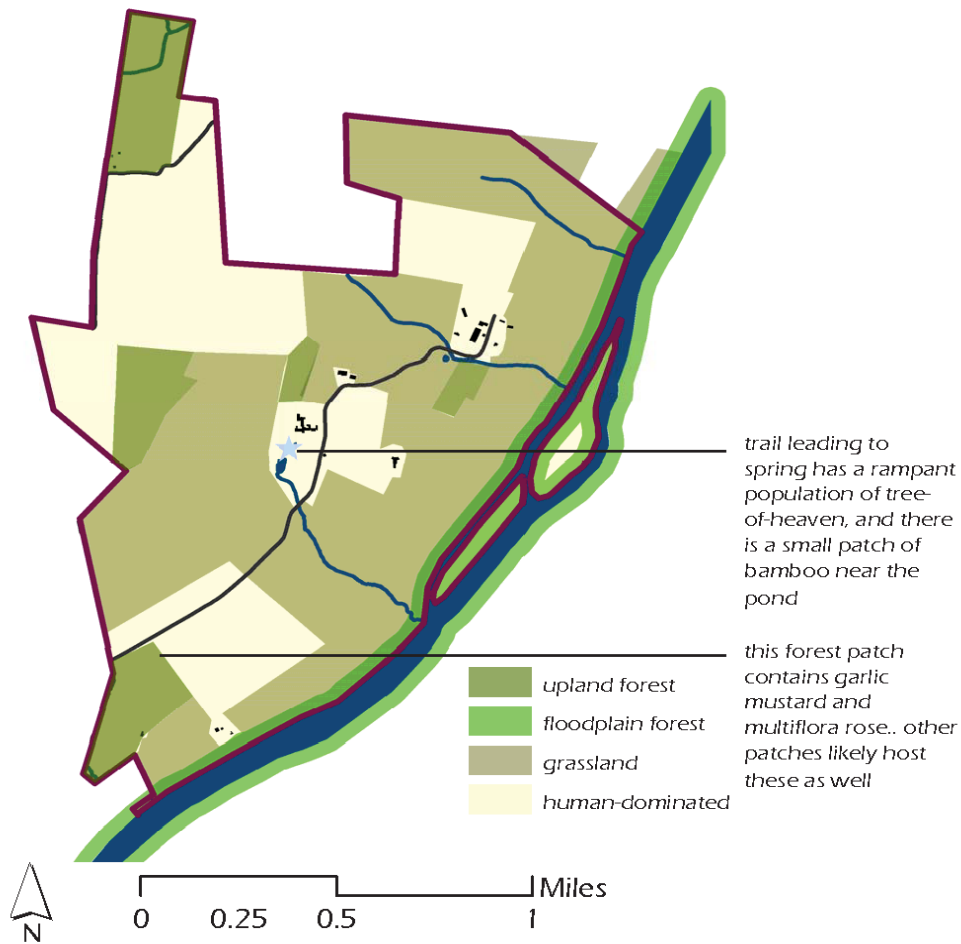 trail leading to
spring has a rampant
population of tree-
of-heaven, and there
is a small patch of
bamboo near the
pond
this forest patch
contains garlic
mustard and
multiflora rose.. other
patches likely host
these as well
upland forest
floodplain forest
grassland
human-dominated
Miles
0 0.25 0.5 1
N